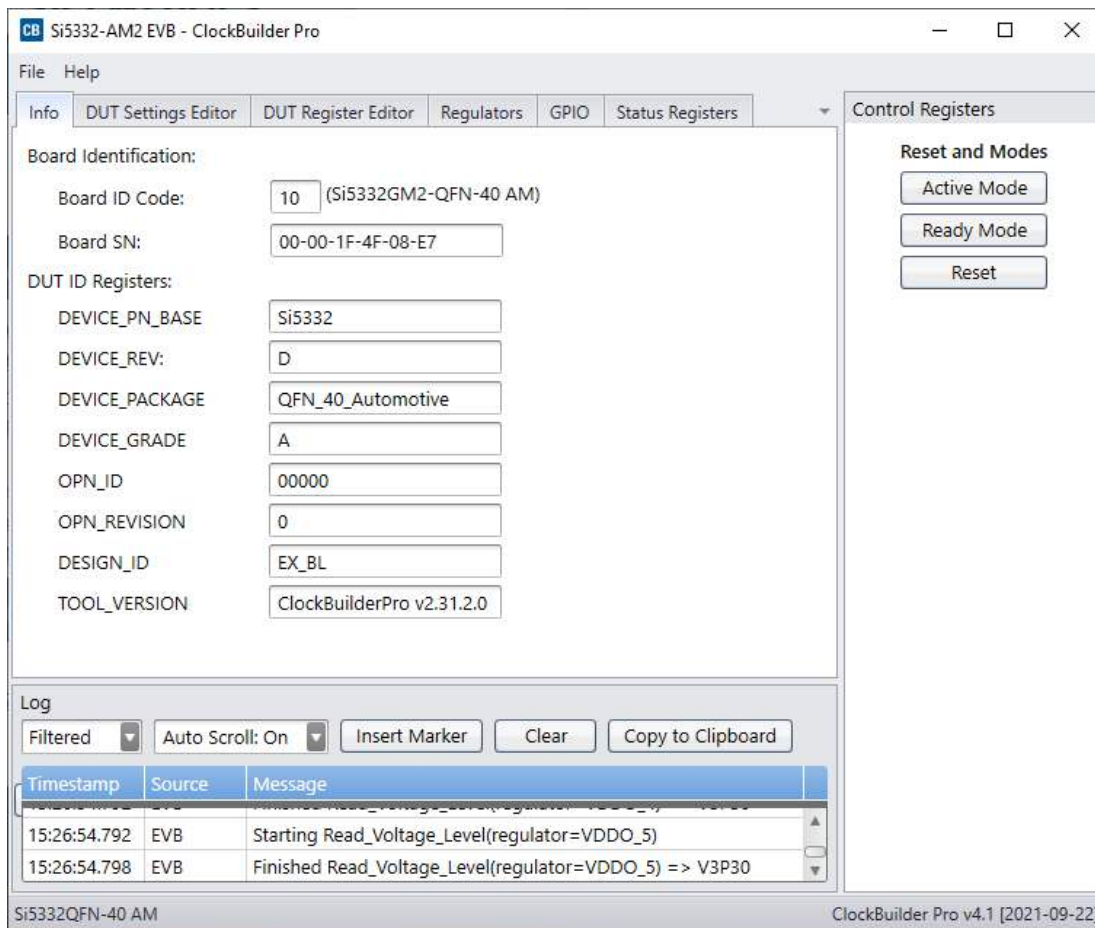 CB Si5332-AM2 EVB - ClockBuilder Pro
File Help
Info DUT Settings Editor DUT Register Editor Regulators GPIO Status Registers
Board Identification:
Board ID Code: 10 (Si5332GM2-QFN-40 AM)
Board SN: 00-00-1F-4F-08-E7
DUT ID Registers:
DEVICE_PN_BASE Si5332
DEVICE_REV: D
DEVICE_PACKAGE QFN_40_Automotive
DEVICE_GRADE A
OPN_ID 00000
OPN_REVISION 0
DESIGN_ID EX_BL
TOOL_VERSION ClockBuilderPro v2.31.2.0
Control Registers
Reset and Modes
Active Mode
Ready Mode
Reset
Log
Filtered Auto Scroll: On Insert Marker Clear Copy to Clipboard
Timestamp Source Message
15:26:54.792 EVB Starting Read_Voltage_Level(regulator=VDDO_5)
15:26:54.798 EVB Finished Read_Voltage_Level(regulator=VDDO_5) => V3P30
Si5332QFN-40 AM ClockBuilder Pro v4.1 [2021-09-22]